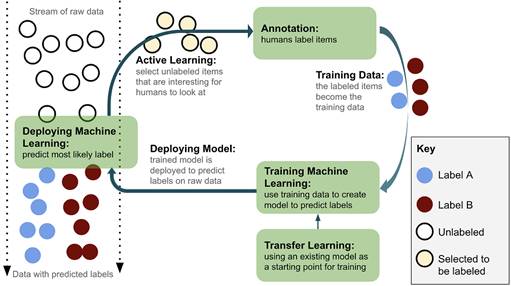 Stream of raw data
Active Learning:
select unlabeled items
that are interesting for
humans to look at
Annotation:
humans label items
Training Data:
the labeled items
become the
training data
Deploying Machine
Learning:
predict most likely label
Deploying Model:
trained model is
deployed to predict
labels on raw data
Training Machine
Learning:
use training data to create
model to predict labels
Transfer Learning:
using an existing model as
a starting point for training
Data with predicted labels
Key
Label A
Label B
Unlabeled
Selected to
be labeled